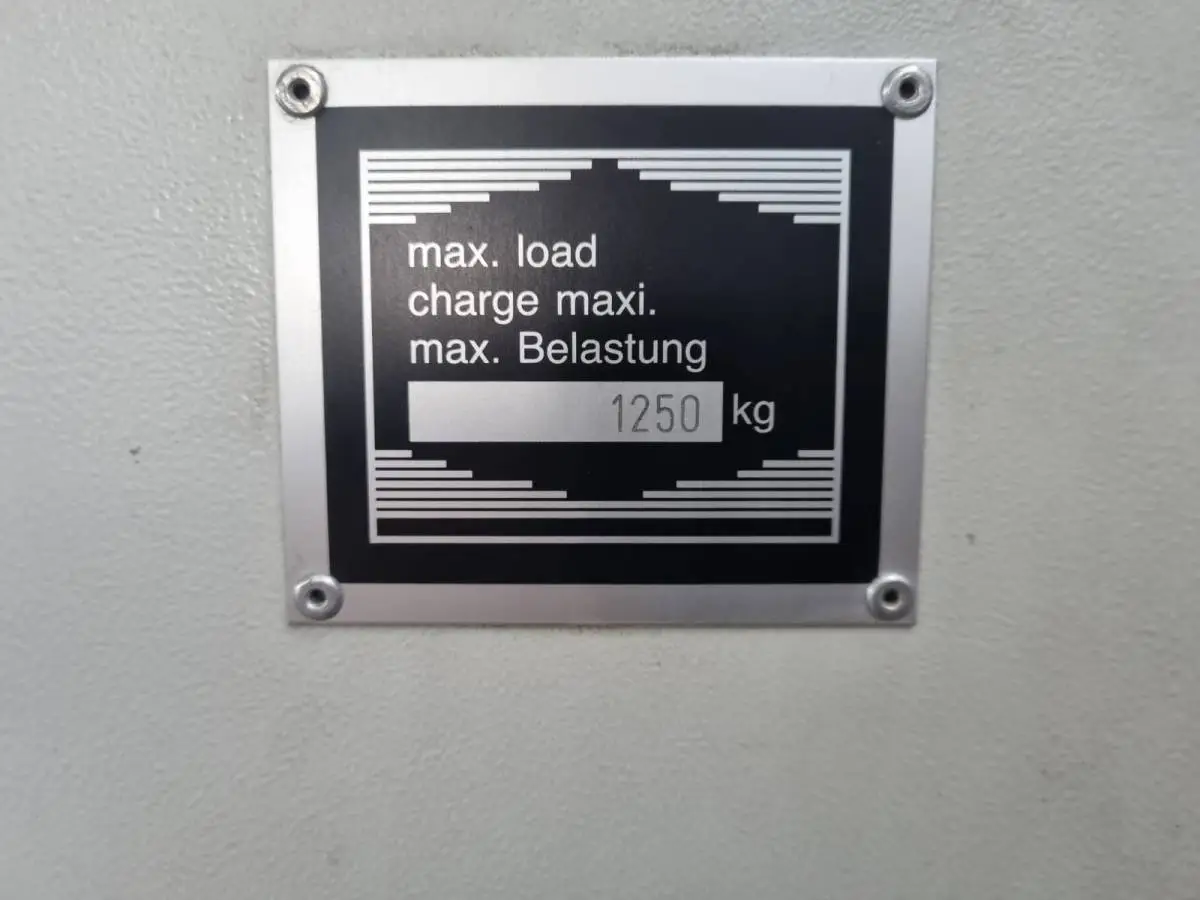 max. load
charge maxi.
max. Belastung
1250 kg